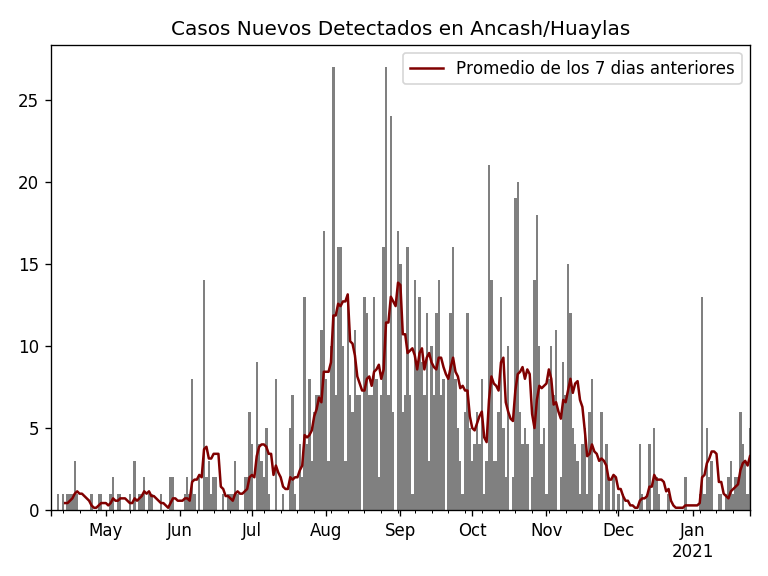 Casos Nuevos Detectados en Ancash/Huaylas
Promedio de los 7 dias anteriores
25
20
15
10
5
0
May Jun Jul Aug Sep Oct Nov Dec Jan
2021